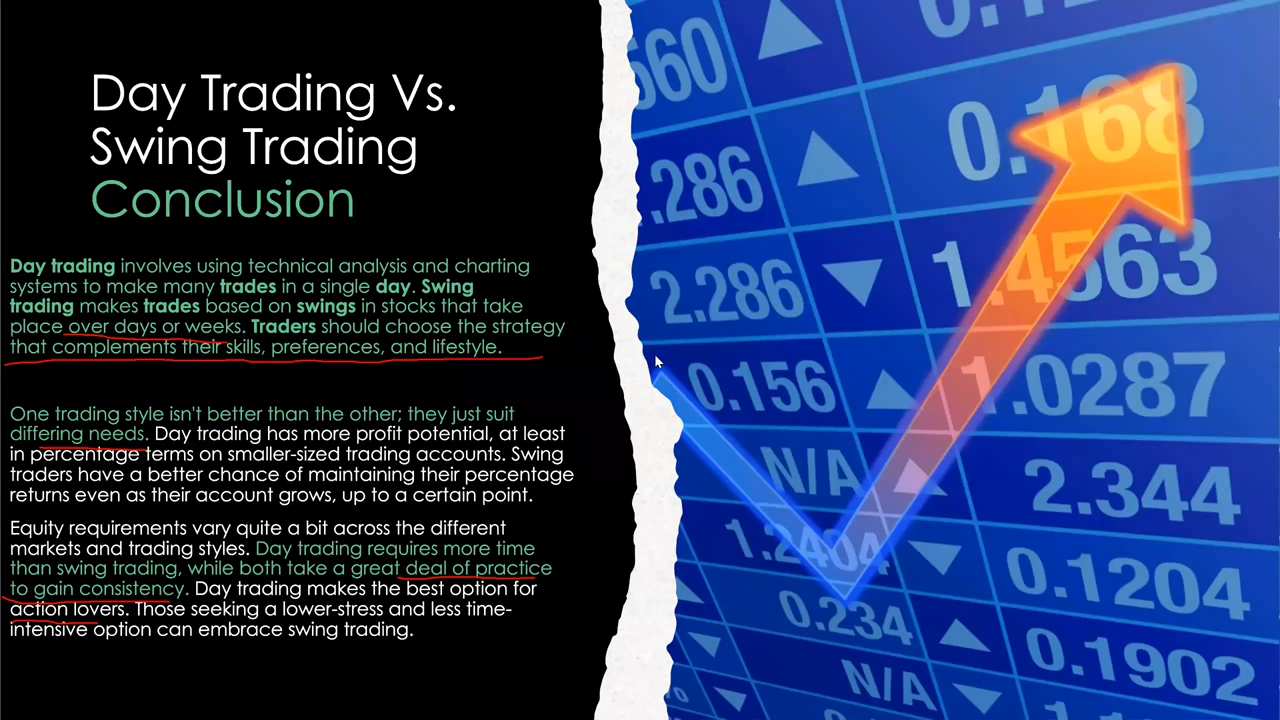 Day Trading Vs.
Swing Trading
Conclusion
Day trading involves using technical analysis and charting
systems to make many trades in a single day. Swing
trading makes trades based on swings in stocks that take
place over days or weeks. Traders should choose the strategy
that complements their skills, preferences, and lifestyle.
One trading style isn't better than the other; they just suit
differing needs. Day trading has more profit potential, at least
in percentage terms on smaller-sized trading accounts. Swing
traders have a better chance of maintaining their percentage
returns even as their account grows, up to a certain point.
Equity requirements vary quite a bit across the different
markets and trading styles. Day trading requires more time
than swing trading, while both take a great deal of practice
to gain consistency. Day trading makes the best option for
action lovers. Those seeking a lower-stress and less time-
intensive option can embrace swing trading.
560
.286 0.168
2.286 1.4563
0.156 1.0287
N/A 2.344
1.2404 0.1204
0.234 0.1902
N/A